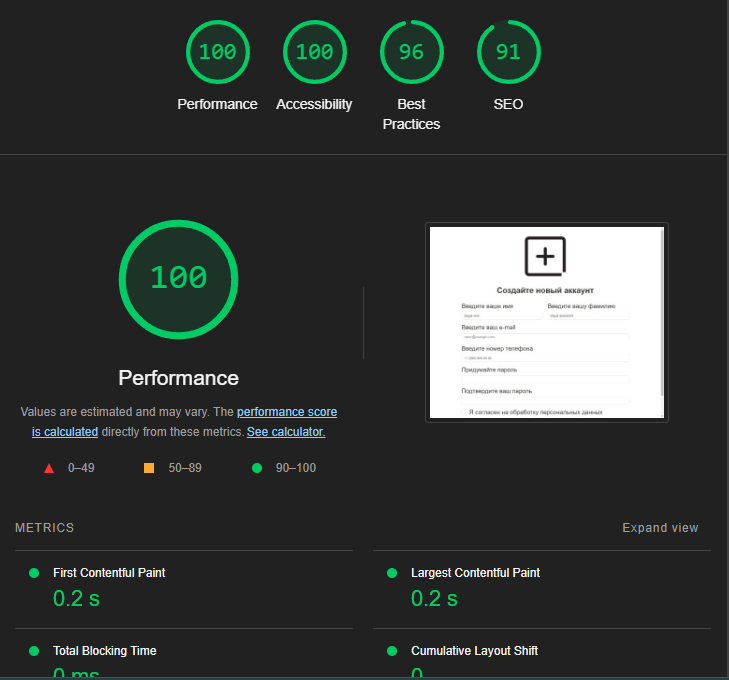 100 100 96 91
Performance Accessibility Best Practices SEO
100
Performance
Values are estimated and may vary. The performance score
is calculated directly from these metrics. See calculator.
0–49 50–89 90–100
Создайте новый аккаунт
Введите ваше имя Введите вашу фамилию
Введите ваш e-mail
Введите номер телефона
Придумайте пароль
Подтвердите ваш пароль
Я согласен на обработку персональных данных
METRICS Expand view
First Contentful Paint Largest Contentful Paint
0.2 s 0.2 s
Total Blocking Time Cumulative Layout Shift
0 ms 0